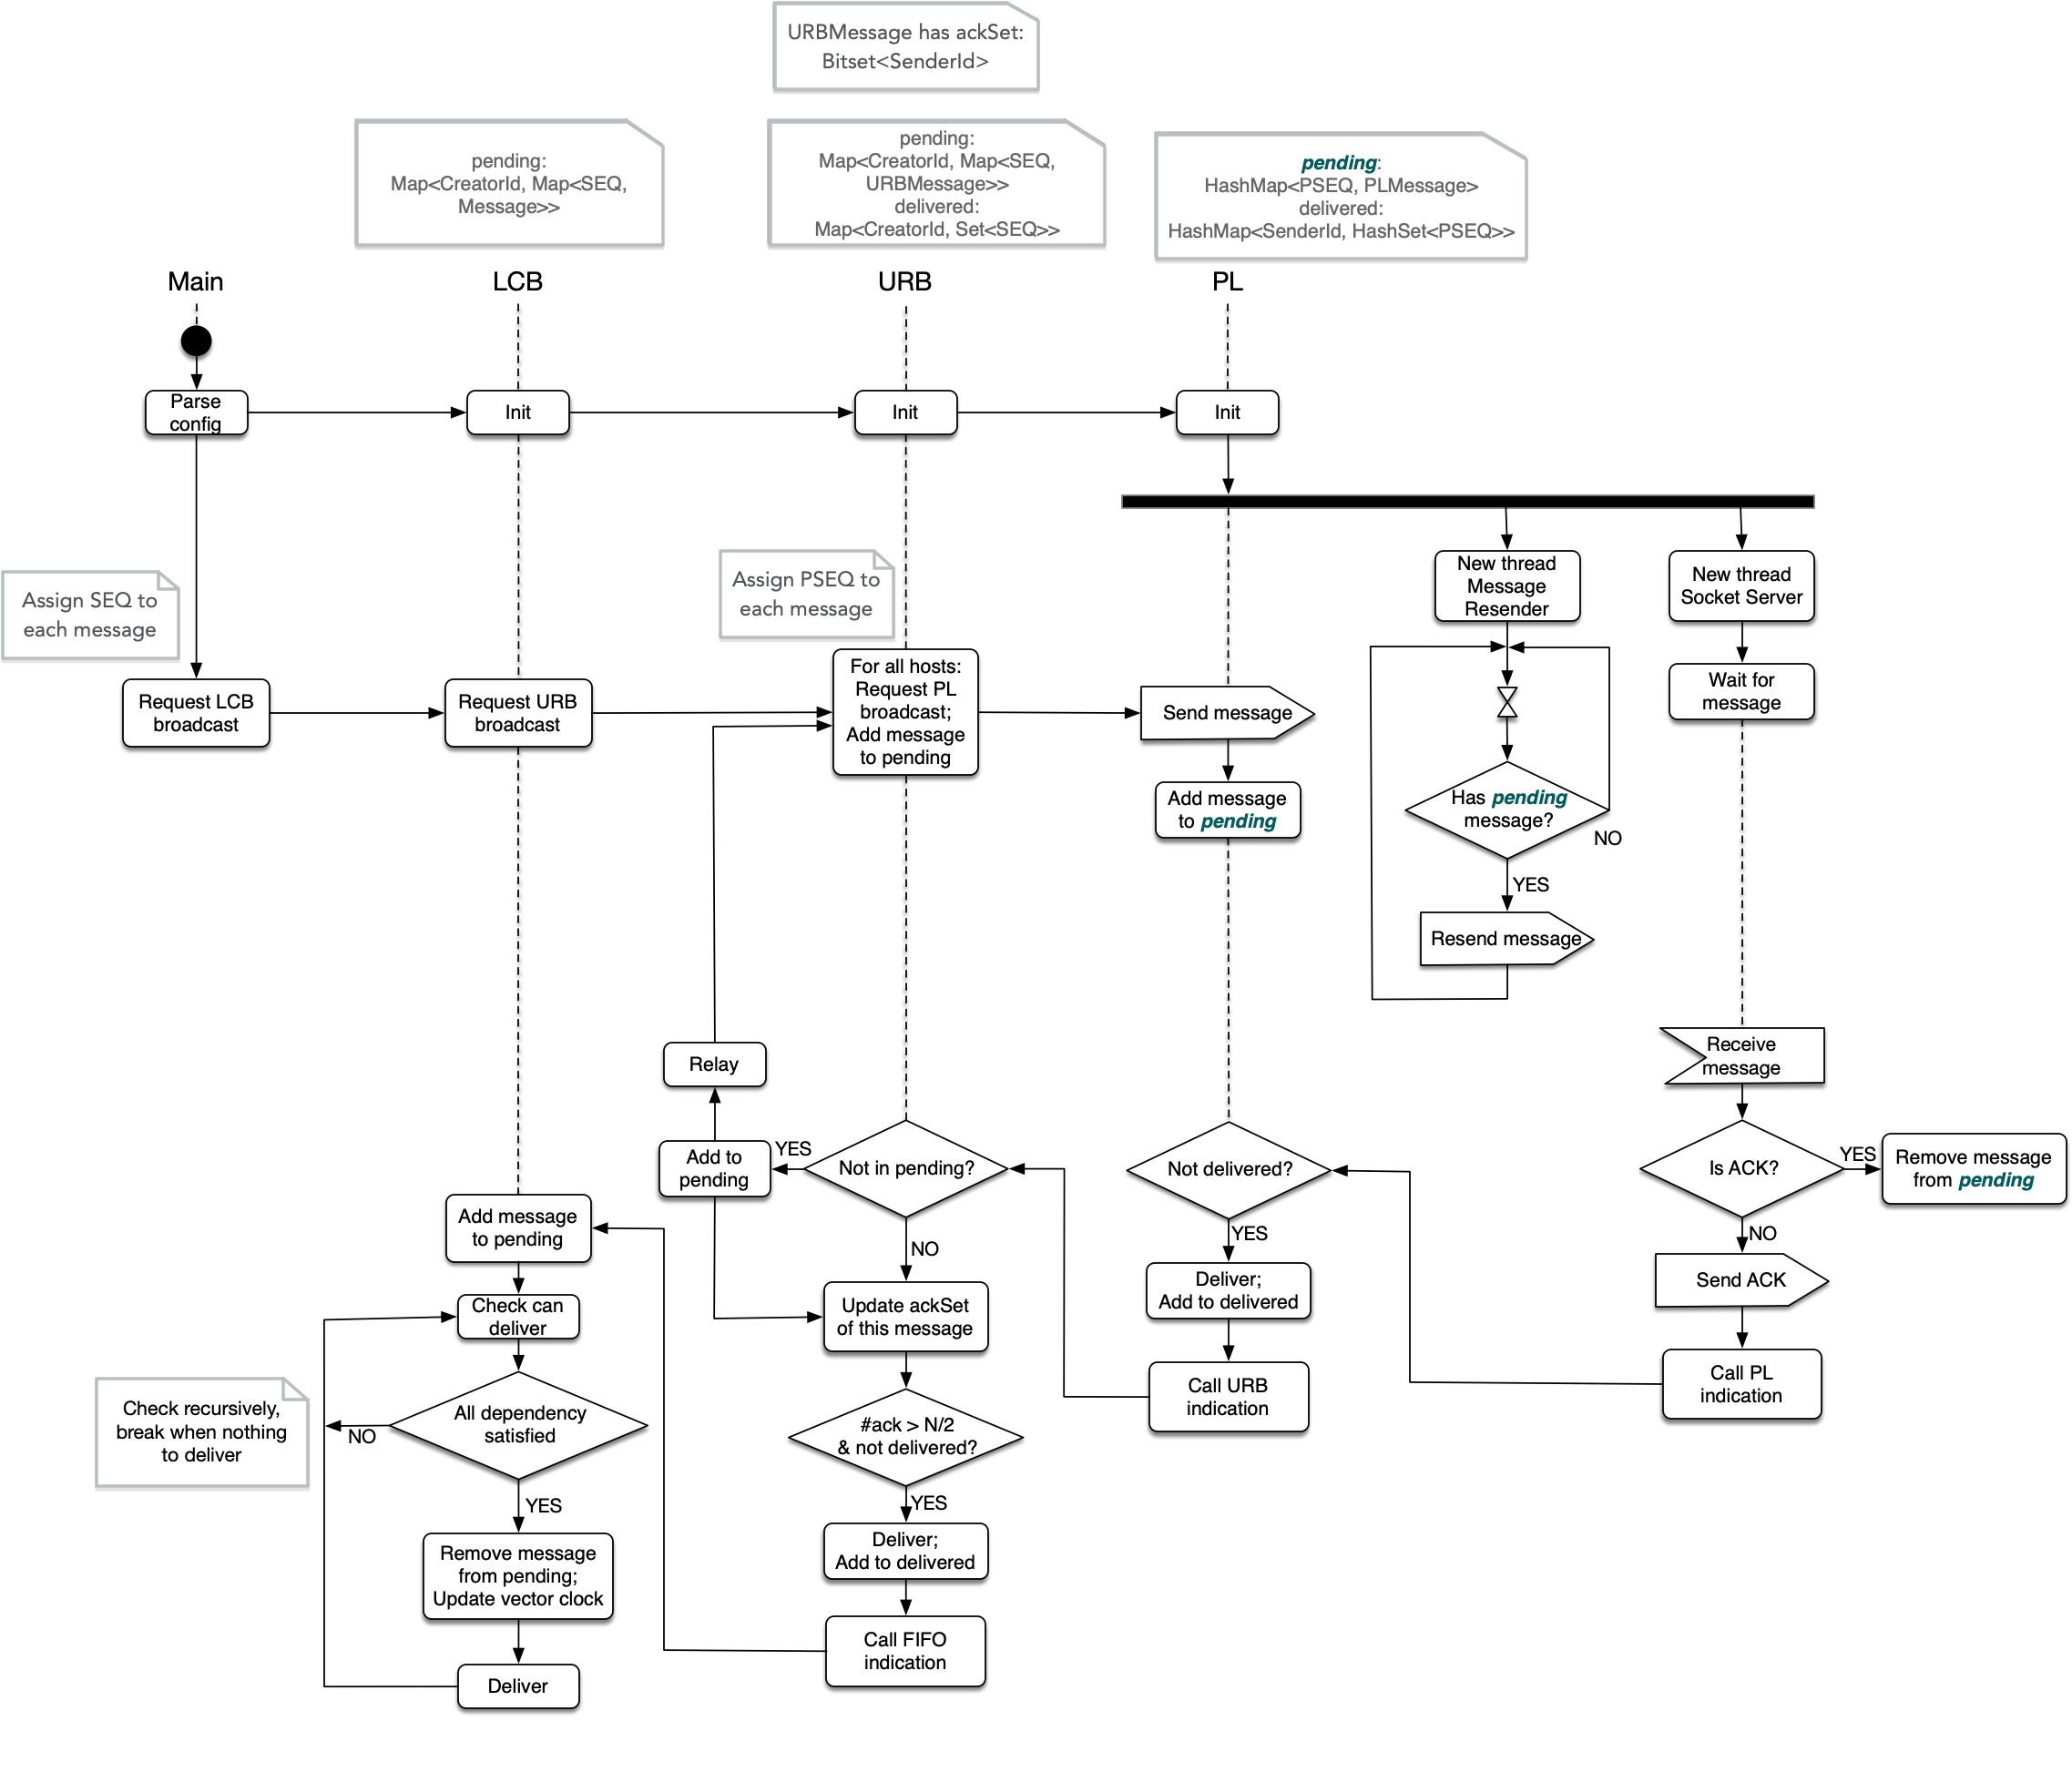 URBMessage has ackSet:
Bitset<SenderId>
pending:
Map<CreatorId, Map<SEQ,
Message>>
pending:
Map<CreatorId, Map<SEQ,
URBMessage>>
delivered:
Map<CreatorId, Set<SEQ>>
pending:
HashMap<PSEQ, PLMessage>
delivered:
HashMap<SenderId, HashSet<PSEQ>>
Main
LCB
URB
PL
Parse
config
Init
Init
Init
Assign SEQ to
each message
Assign PSEQ to
each message
New thread
Message
Resender
New thread
Socket Server
Request LCB
broadcast
Request URB
broadcast
For all hosts:
Request PL
broadcast;
Add message
to pending
Send message
Wait for
message
Add message
to pending
Has pending
message?
NO
YES
Resend message
Receive
message
Relay
Add to
pending
YES
Not in pending?
NO
Not delivered?
YES
Is ACK?
YES
Remove message
from pending
NO
Send ACK
Call PL
indication
Deliver;
Add to delivered
Call URB
indication
Update ackSet
of this message
#ack > N/2
& not delivered?
YES
Deliver;
Add to delivered
Call FIFO
indication
Add message
to pending
Check can
deliver
Check recursively,
break when nothing
to deliver
All dependency
satisfied
NO
YES
Remove message
from pending;
Update vector clock
Deliver